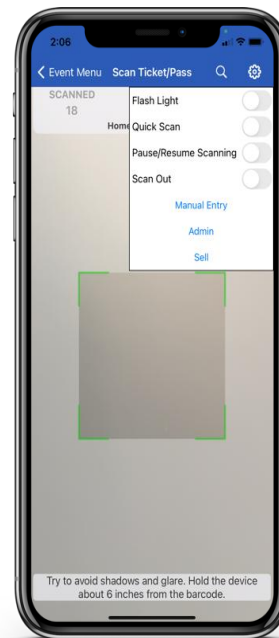 2:06
Event Menu Scan Ticket/Pass
SCANNED
18
Home
Flash Light
Quick Scan
Pause/Resume Scanning
Scan Out
Manual Entry
Admin
Sell
Try to avoid shadows and glare. Hold the device
about 6 inches from the barcode.